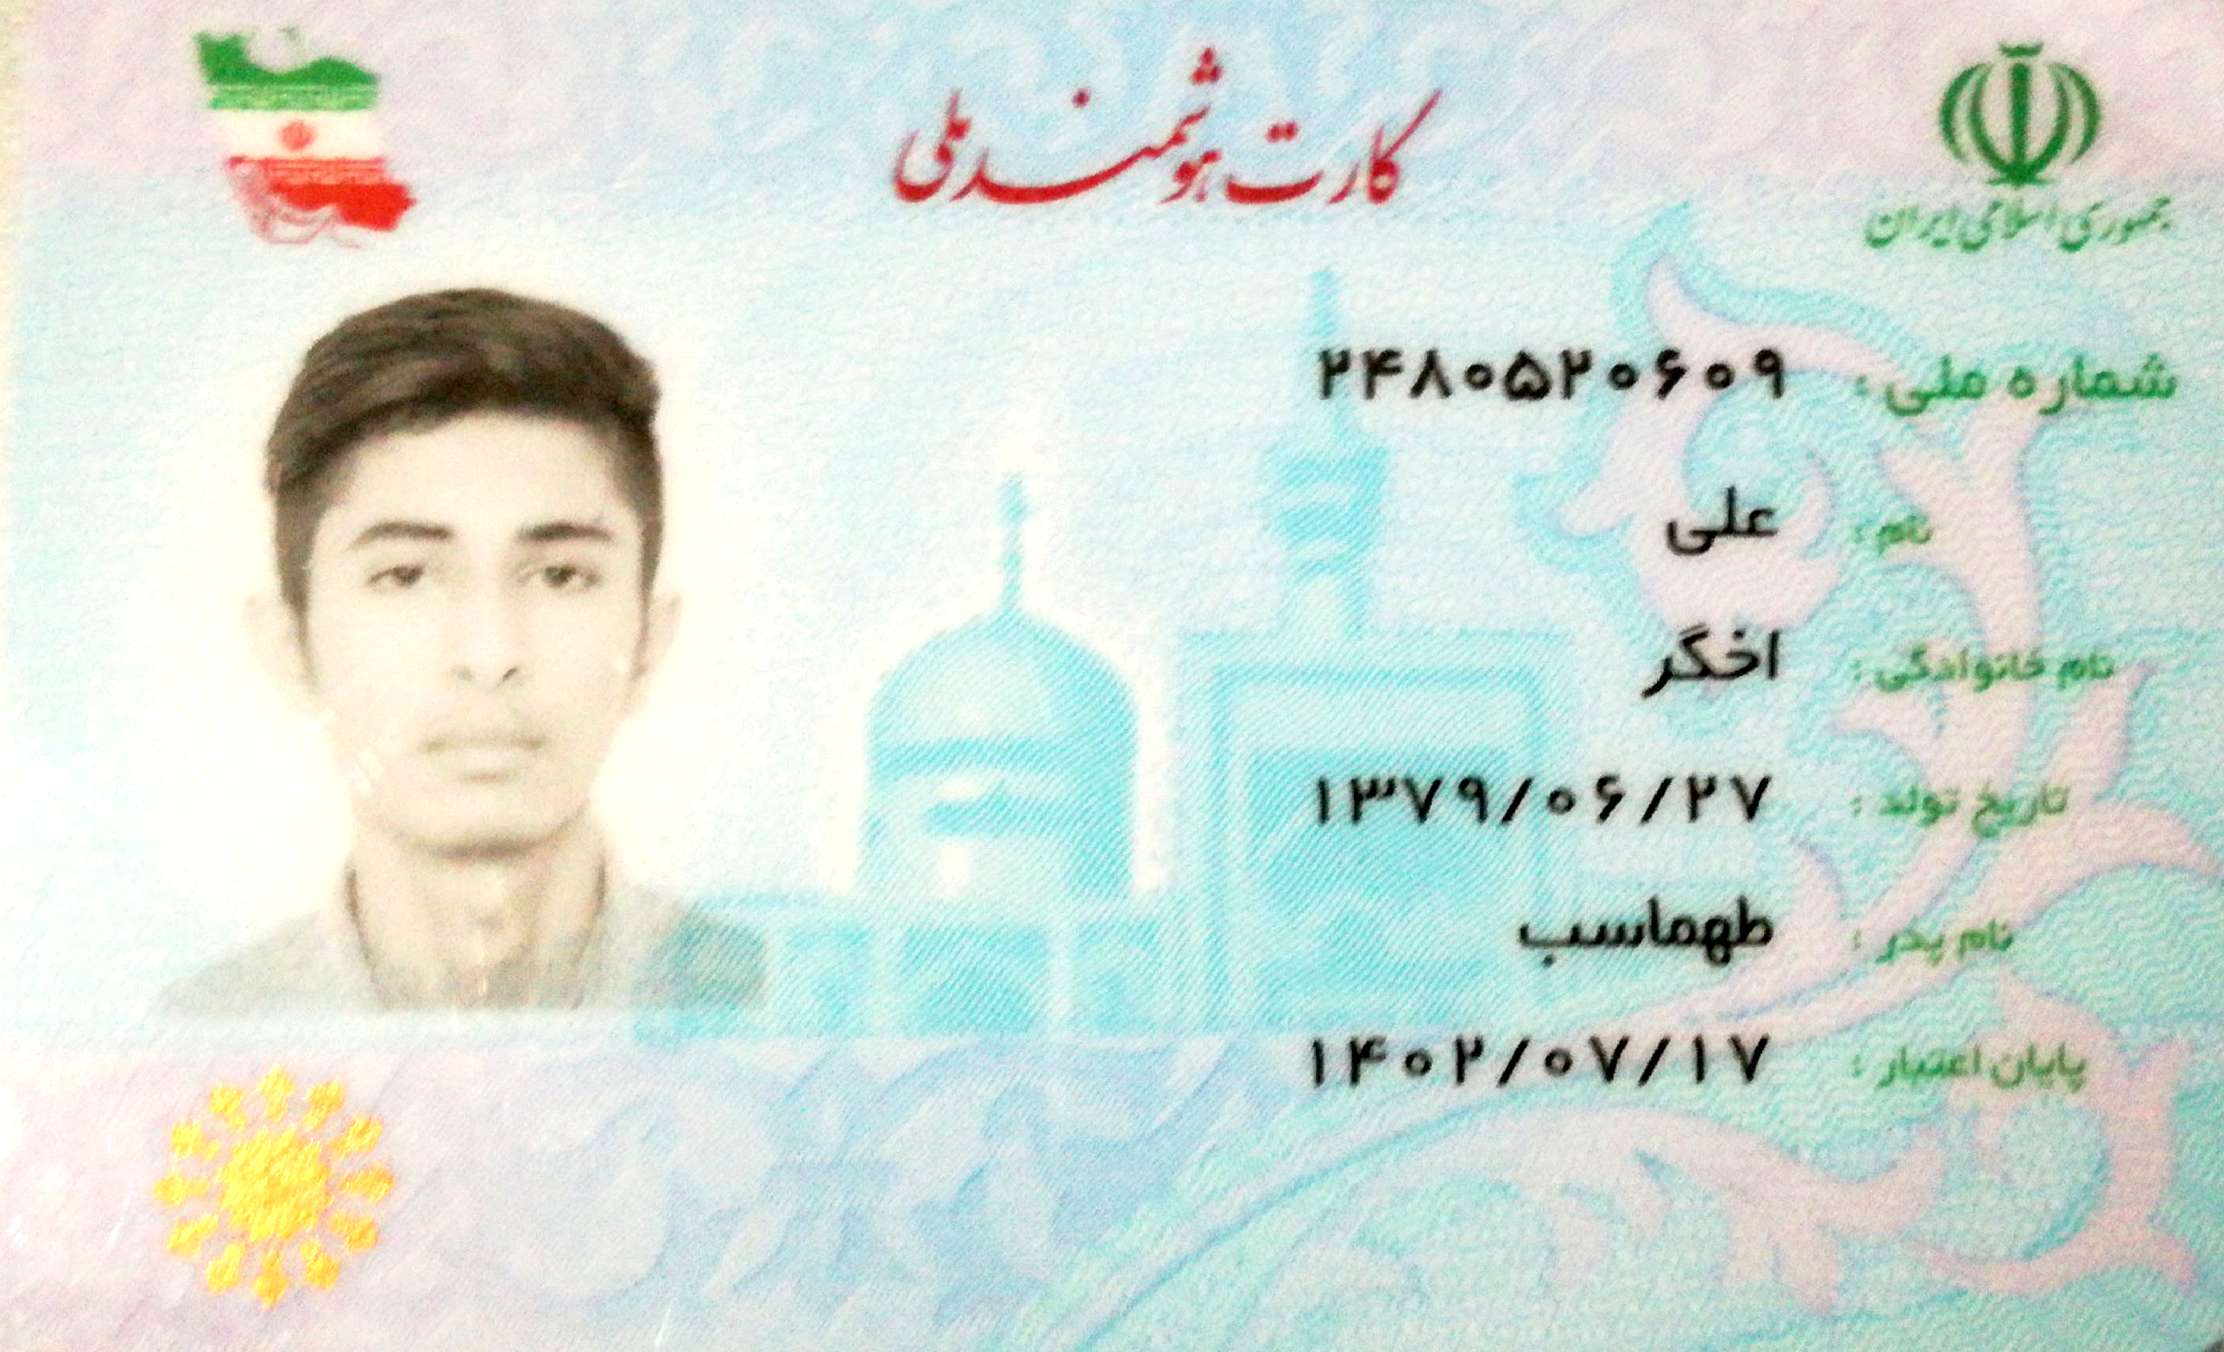 کارت هوشمند ملی
جمهوری اسلامی ایران
شماره ملی : ۲۴۸۰۵۲۰۶۰۹
نام : علی
نام خانوادگی : اخگر
تاریخ تولد : ۱۳۷۹/۰۶/۲۷
نام پدر : طهماسب
پایان اعتبار : ۱۴۰۲/۰۷/۱۷